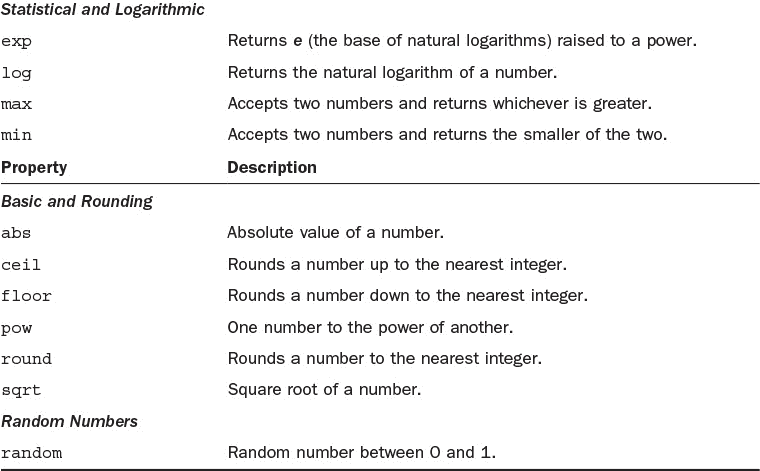 Statistical and Logarithmic
exp Returns e (the base of natural logarithms) raised to a power.
log Returns the natural logarithm of a number.
max Accepts two numbers and returns whichever is greater.
min Accepts two numbers and returns the smaller of the two.
Property Description
Basic and Rounding
abs Absolute value of a number.
ceil Rounds a number up to the nearest integer.
floor Rounds a number down to the nearest integer.
pow One number to the power of another.
round Rounds a number to the nearest integer.
sqrt Square root of a number.
Random Numbers
random Random number between 0 and 1.